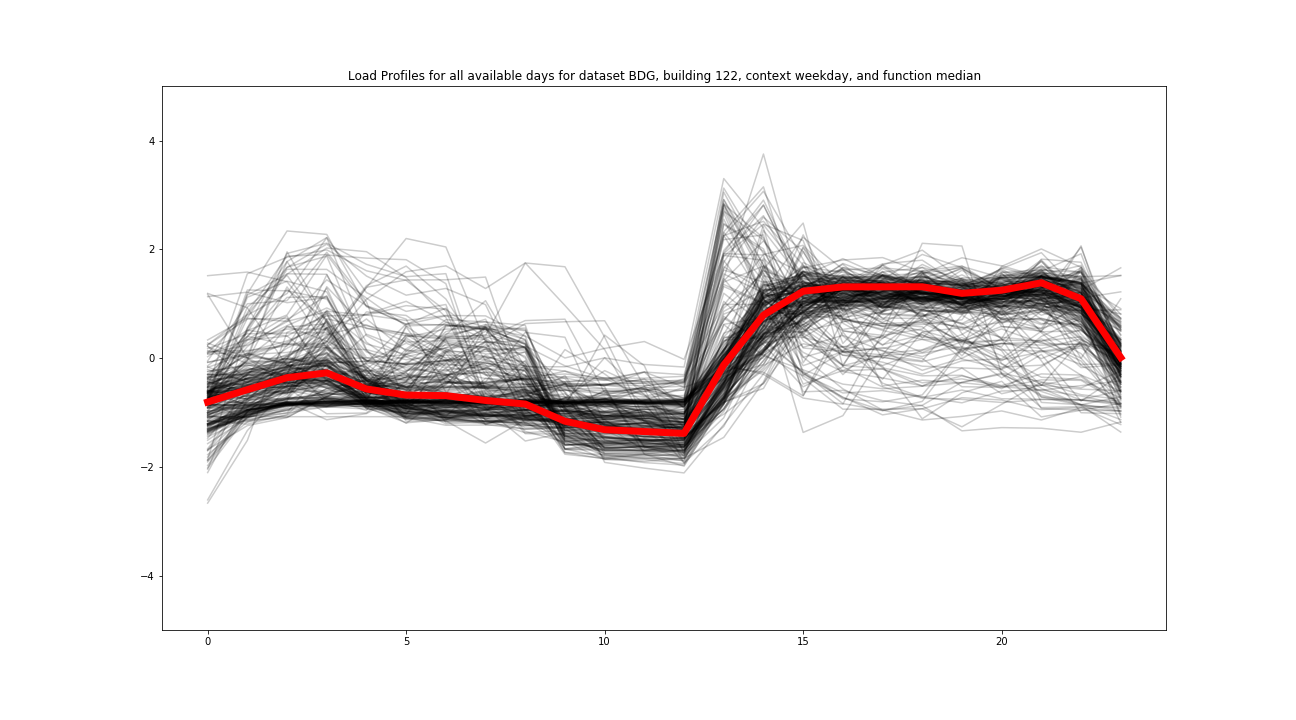 Load Profiles for all available days for dataset BDG, building 122, context weekday, and function median
4
2
0
−2
−4
0 5 10 15 20